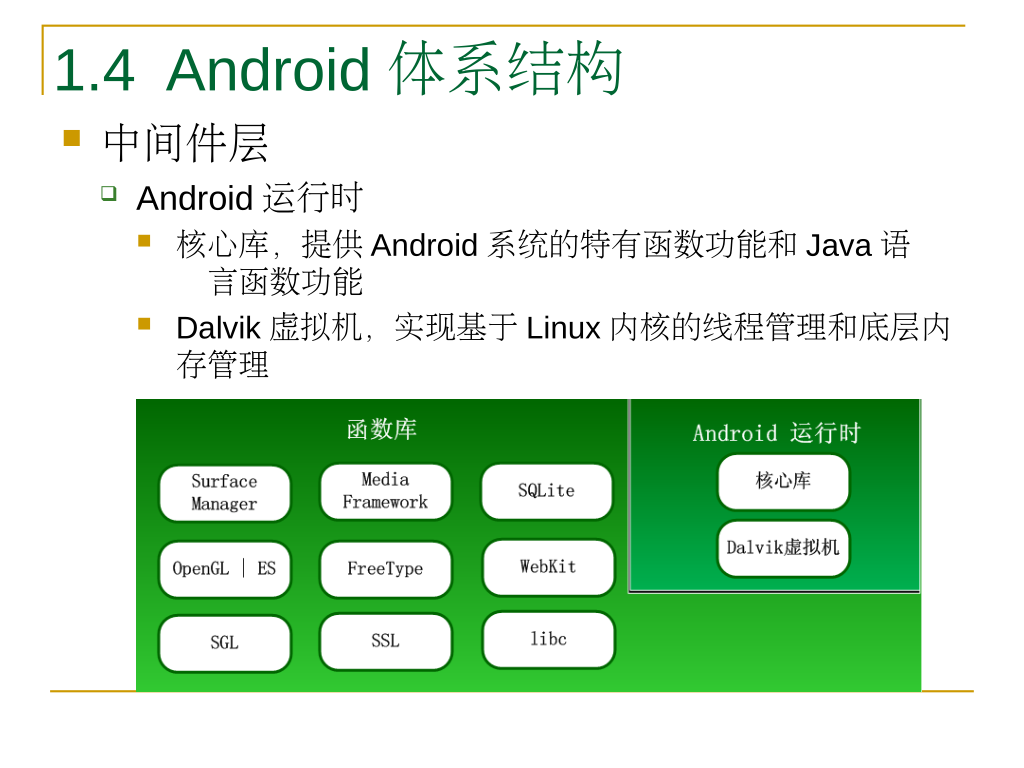 1.4 Android 体系结构
中间件层
Android 运行时
核心库，提供 Android 系统的特有函数功能和 Java 语
言函数功能
Dalvik 虚拟机，实现基于 Linux 内核的线程管理和底层内
存管理
函数库
Android 运行时
Surface
Manager
Media
Framework
SQLite
核心库
OpenGL | ES
FreeType
WebKit
Dalvik虚拟机
SGL
SSL
libc